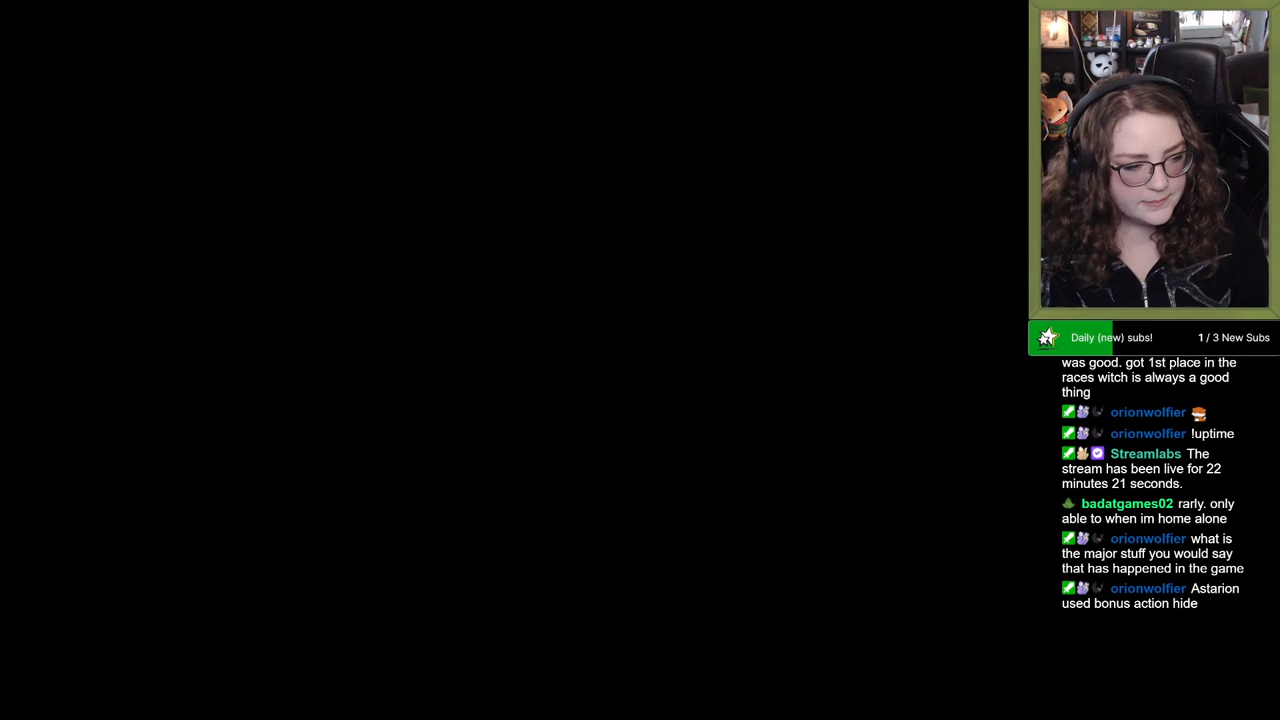 Daily (new) subs!
1 / 3 New Subs
was good. got 1st place in the
races witch is always a good
thing
orionwolfier
orionwolfier !uptime
Streamlabs The
stream has been live for 22
minutes 21 seconds.
badatgames02 rarly. only
able to when im home alone
orionwolfier what is
the major stuff you would say
that has happened in the game
orionwolfier Astarion
used bonus action hide